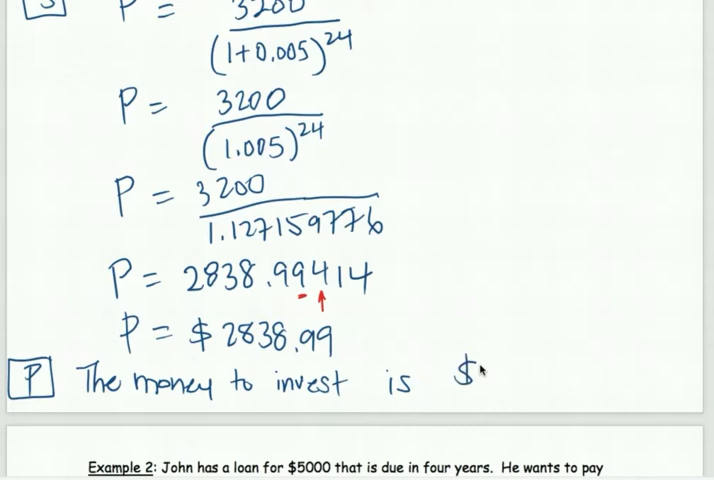 S P = 3200
(1+0.005)^24
P = 3200
(1.005)^24
P = 3200
1.127159776
P = 2838.99414
P = $2838.99
P The money to invest is $
Example 2: John has a loan for $5000 that is due in four years. He wants to pay